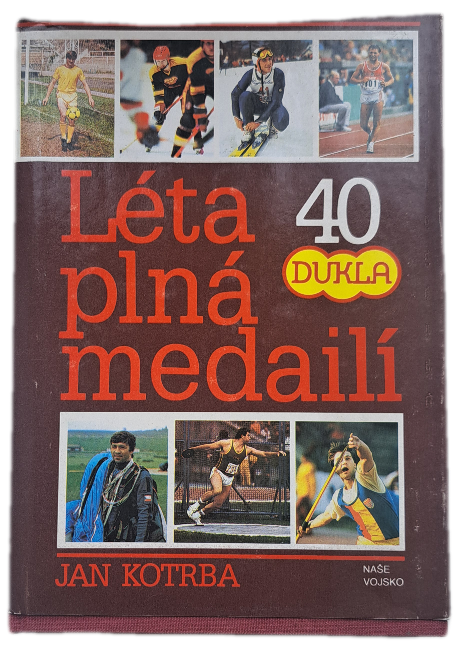 Léta
plná
medailí
40
DUKLA
JAN KOTRBA
NAŠE
VOJSKO